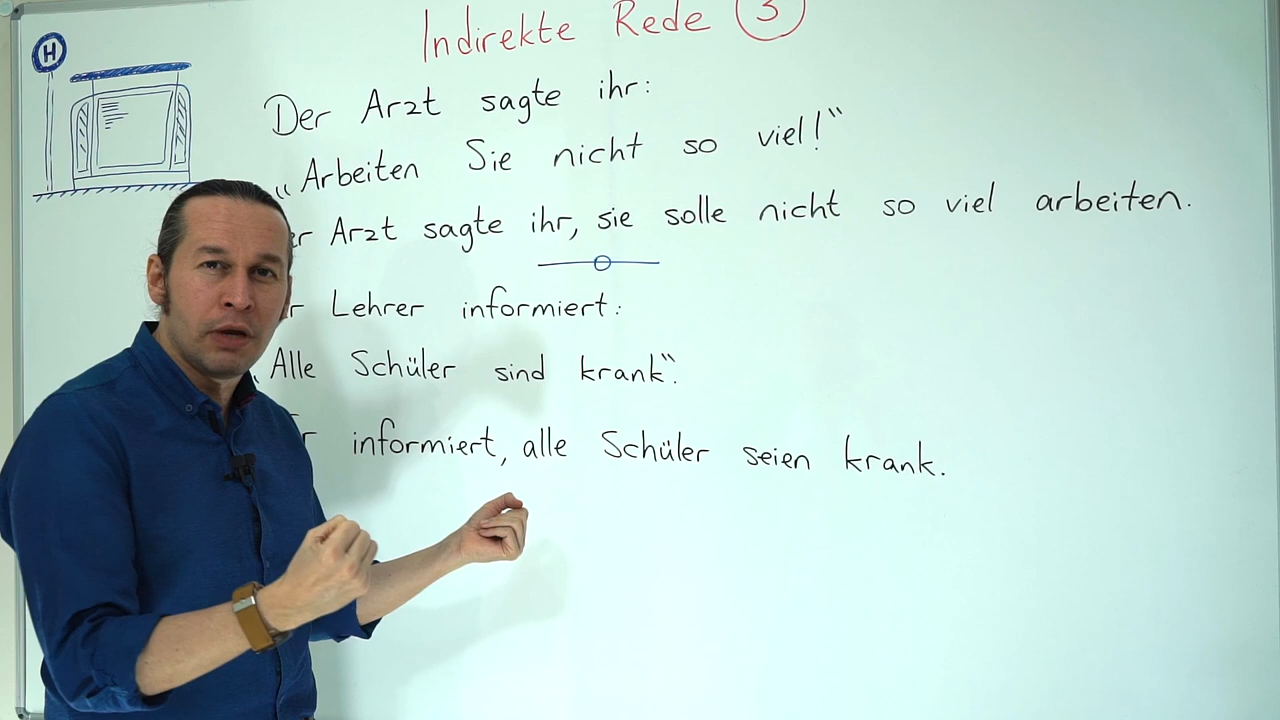 H
Indirekte Rede 3
Der Arzt sagte ihr:
„Arbeiten Sie nicht so viel!“
er Arzt sagte ihr, sie solle nicht so viel arbeiten.
r Lehrer informiert:
„Alle Schüler sind krank“.
r informiert, alle Schüler seien krank.